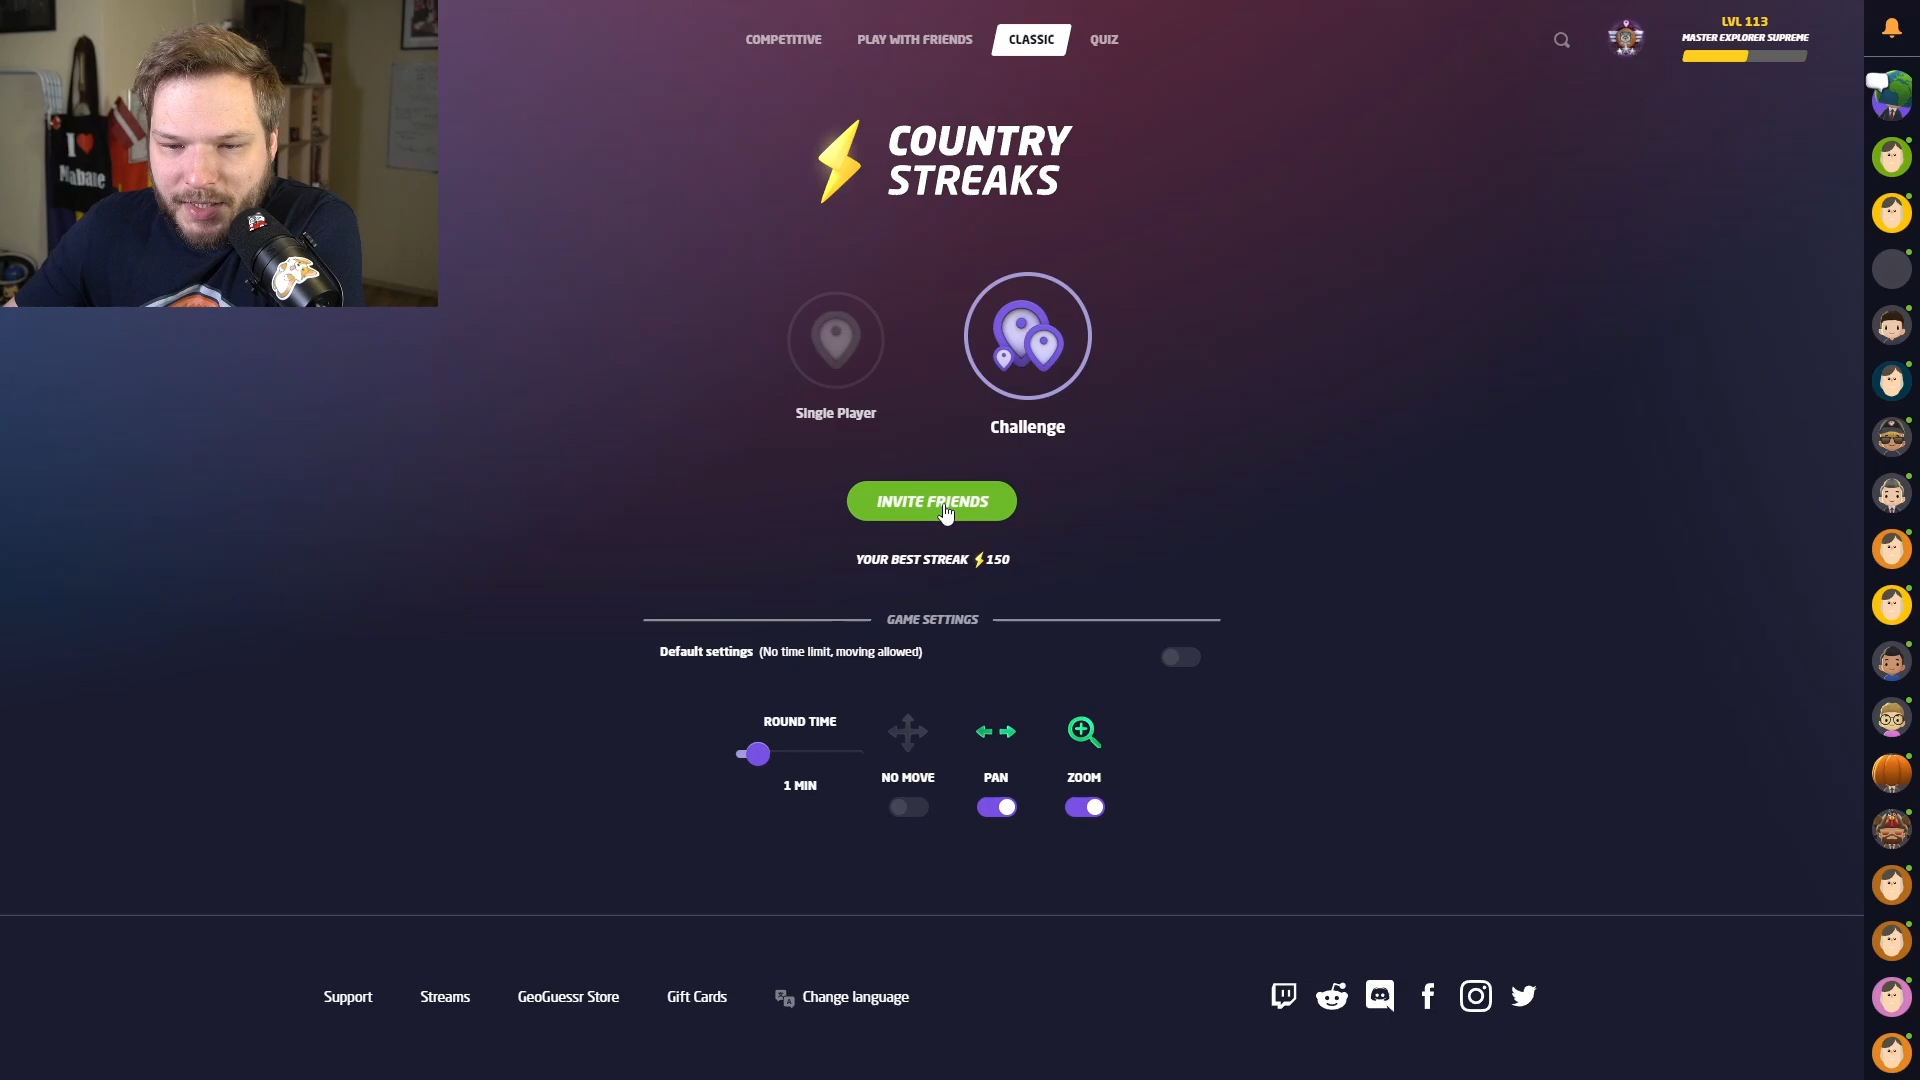 I ❤ Mabane
COMPETITIVE
PLAY WITH FRIENDS
CLASSIC
QUIZ
LVL 113
MASTER EXPLORER SUPREME
COUNTRY
STREAKS
Single Player
Challenge
INVITE FRIENDS
YOUR BEST STREAK ⚡150
GAME SETTINGS
Default settings (No time limit, moving allowed)
ROUND TIME
1 MIN
NO MOVE
PAN
ZOOM
Support
Streams
GeoGuessr Store
Gift Cards
Change language